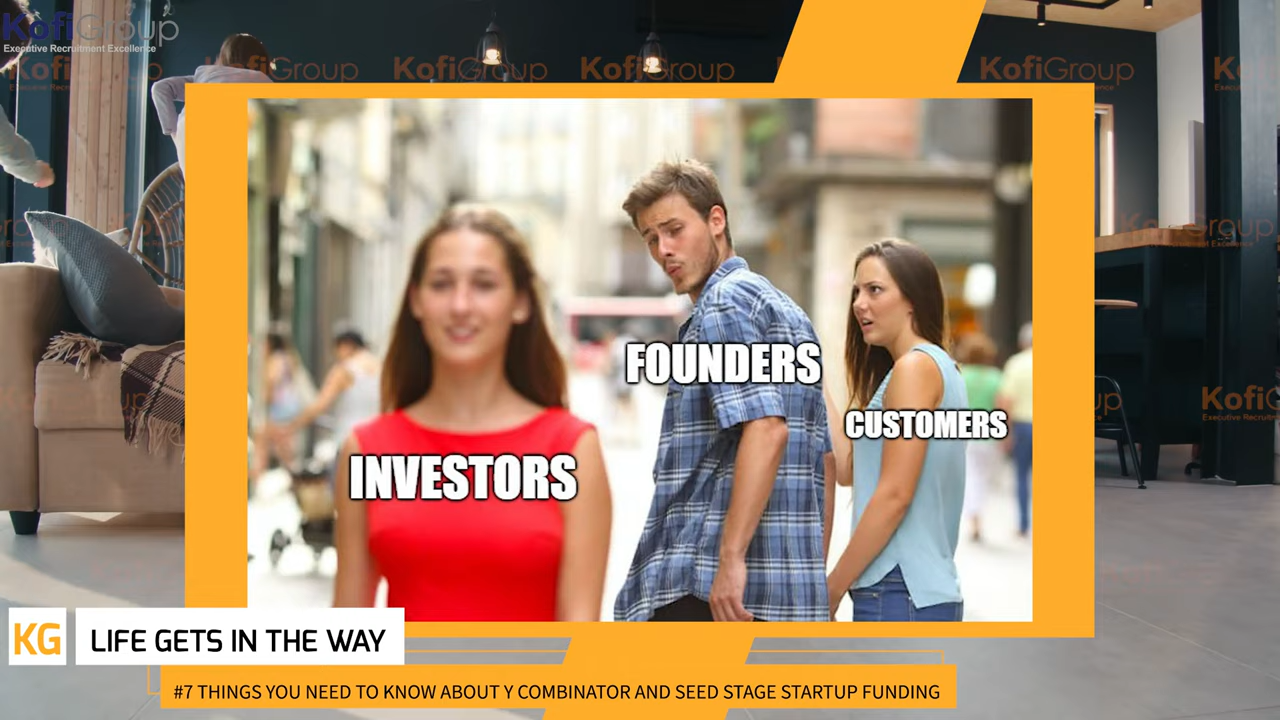 KofiGroup
Executive Recruitment Excellence
KofiGroup
KofiGroup
KofiGroup
KofiGroup
KofiGroup
FOUNDERS
CUSTOMERS
INVESTORS
KG
LIFE GETS IN THE WAY
#7 THINGS YOU NEED TO KNOW ABOUT Y COMBINATOR AND SEED STAGE STARTUP FUNDING